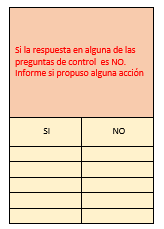 Si la respuesta en alguna de las
preguntas de control es NO.
Informe si propuso alguna acción
SI NO